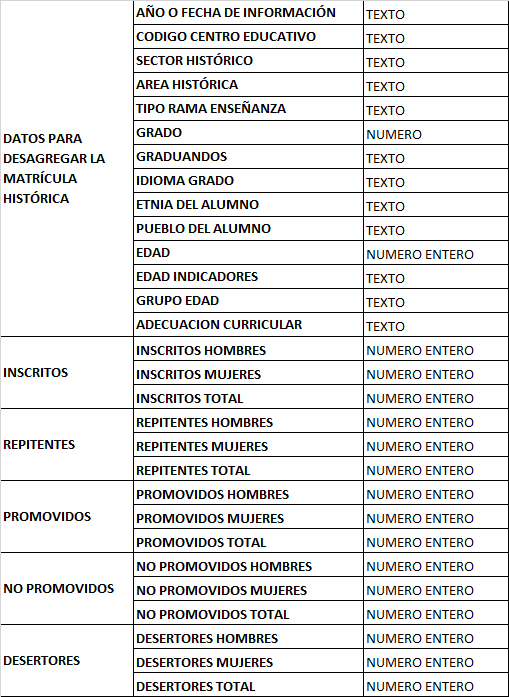 DATOS PARA
DESAGREGAR LA
MATRÍCULA
HISTÓRICA
AÑO O FECHA DE INFORMACIÓN TEXTO
CODIGO CENTRO EDUCATIVO TEXTO
SECTOR HISTÓRICO TEXTO
AREA HISTÓRICA TEXTO
TIPO RAMA ENSEÑANZA TEXTO
GRADO NUMERO
GRADUANDOS TEXTO
IDIOMA GRADO TEXTO
ETNIA DEL ALUMNO TEXTO
PUEBLO DEL ALUMNO TEXTO
EDAD NUMERO ENTERO
EDAD INDICADORES TEXTO
GRUPO EDAD TEXTO
ADECUACION CURRICULAR TEXTO
INSCRITOS
INSCRITOS HOMBRES NUMERO ENTERO
INSCRITOS MUJERES NUMERO ENTERO
INSCRITOS TOTAL NUMERO ENTERO
REPITENTES
REPITENTES HOMBRES NUMERO ENTERO
REPITENTES MUJERES NUMERO ENTERO
REPITENTES TOTAL NUMERO ENTERO
PROMOVIDOS
PROMOVIDOS HOMBRES NUMERO ENTERO
PROMOVIDOS MUJERES NUMERO ENTERO
PROMOVIDOS TOTAL NUMERO ENTERO
NO PROMOVIDOS
NO PROMOVIDOS HOMBRES NUMERO ENTERO
NO PROMOVIDOS MUJERES NUMERO ENTERO
NO PROMOVIDOS TOTAL NUMERO ENTERO
DESERTORES
DESERTORES HOMBRES NUMERO ENTERO
DESERTORES MUJERES NUMERO ENTERO
DESERTORES TOTAL NUMERO ENTERO